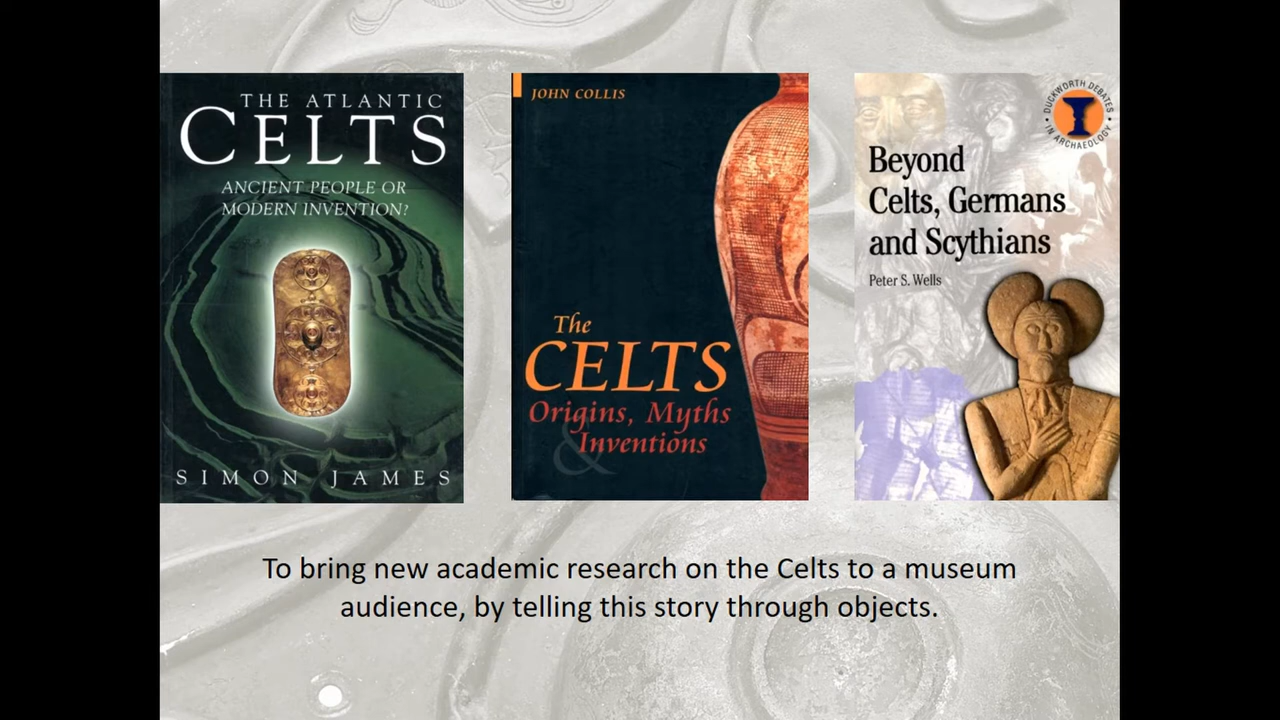 THE ATLANTIC
CELTS
ANCIENT PEOPLE OR
MODERN INVENTION?
SIMON JAMES
JOHN COLLIS
The
CELTS
Origins, Myths
& Inventions
DUCKWORTH DEBATES
IN ARCHAEOLOGY
Beyond
Celts, Germans
and Scythians
Peter S. Wells
To bring new academic research on the Celts to a museum
audience, by telling this story through objects.